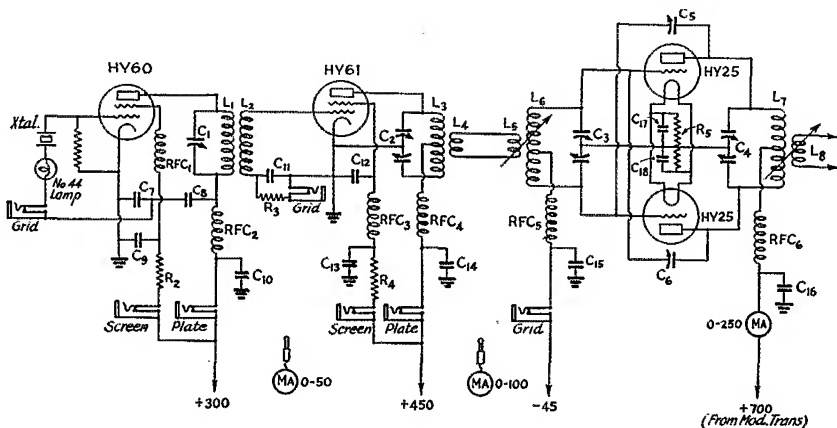 HY60
Xtal.
No 44
Lamp
Grid
C7
C8
C9
R2
RFC1
C1
L1
L2
RFC2
C10
Screen
Plate
+300
C11
R3
Grid
HY61
C12
C2
L3
RFC3
RFC4
C13
R4
C14
Screen
Plate
MA 0-50
+450
L4
L5
L6
RFC5
C15
Grid
MA 0-100
-45
C3
C5
HY25
C17
R5
C18
HY25
C6
C4
L7
L8
RFC6
C16
0-250 MA
+700
(From Mod. Trans)